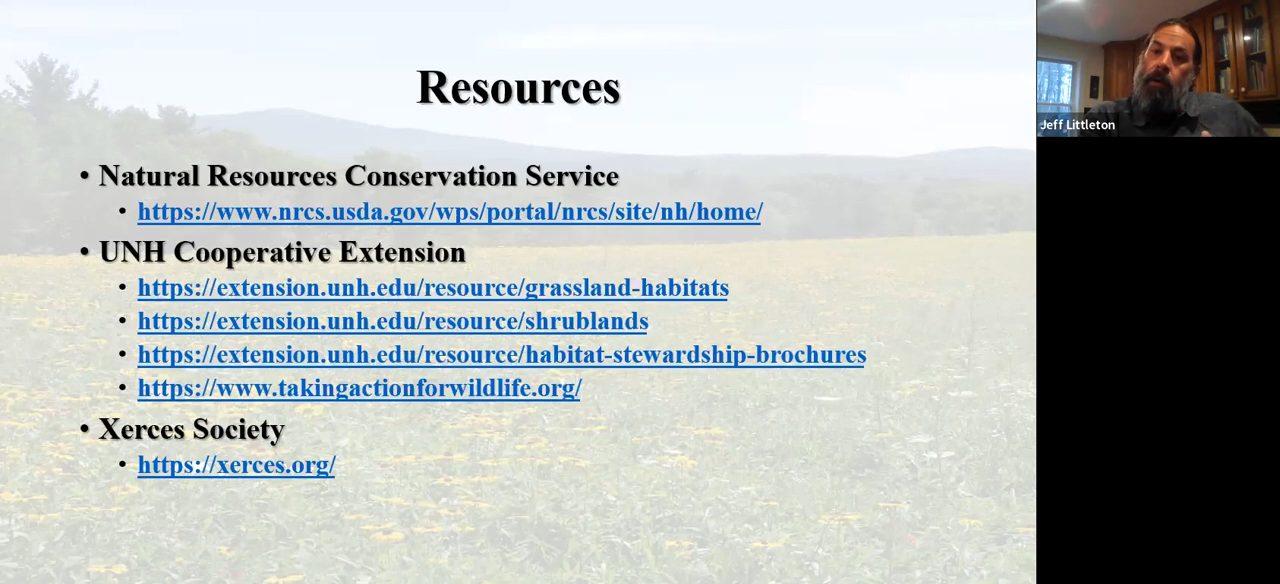 Resources
• Natural Resources Conservation Service
• https://www.nrcs.usda.gov/wps/portal/nrcs/site/nh/home/
• UNH Cooperative Extension
• https://extension.unh.edu/resource/grassland-habitats
• https://extension.unh.edu/resource/shrublands
• https://extension.unh.edu/resource/habitat-stewardship-brochures
• https://www.takingactionforwildlife.org/
• Xerces Society
• https://xerces.org/
Jeff Littleton